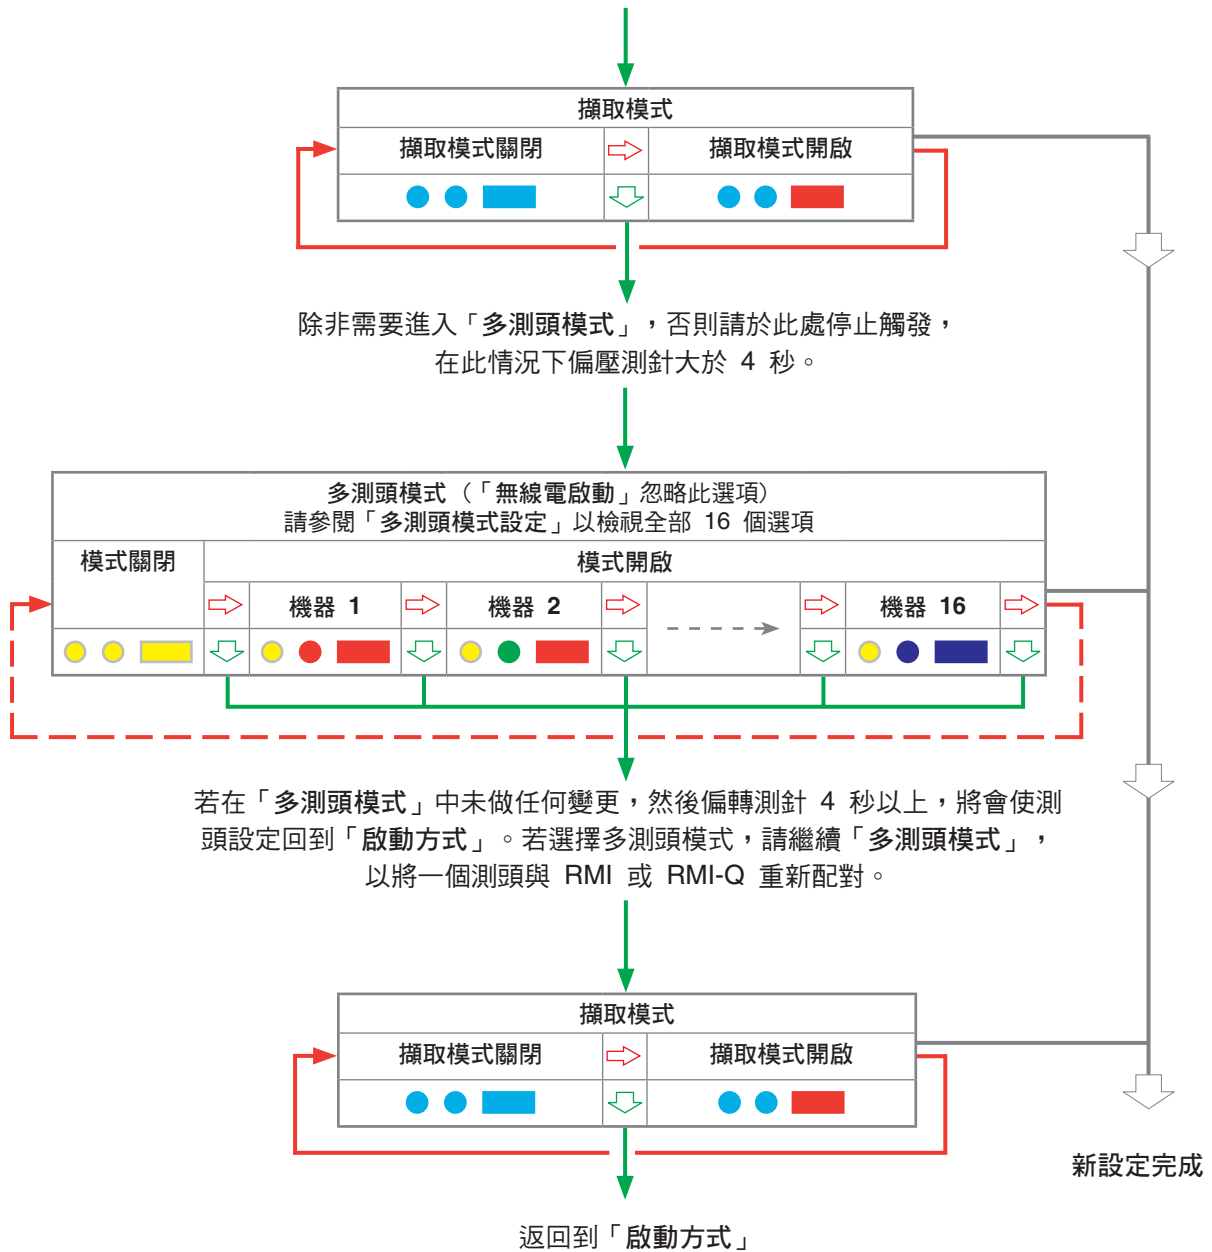 擷取模式
擷取模式關閉
擷取模式開啟
除非需要進入「多測頭模式」，否則請於此處停止觸發，
在此情況下偏壓測針大於 4 秒。
多測頭模式（「無線電啟動」忽略此選項）
請參閱「多測頭模式設定」以檢視全部 16 個選項
模式關閉
模式開啟
機器 1
機器 2
機器 16
若在「多測頭模式」中未做任何變更，然後偏轉測針 4 秒以上，將會使測
頭設定回到「啟動方式」。若選擇多測頭模式，請繼續「多測頭模式」，
以將一個測頭與 RMI 或 RMI-Q 重新配對。
擷取模式
擷取模式關閉
擷取模式開啟
新設定完成
返回到「啟動方式」